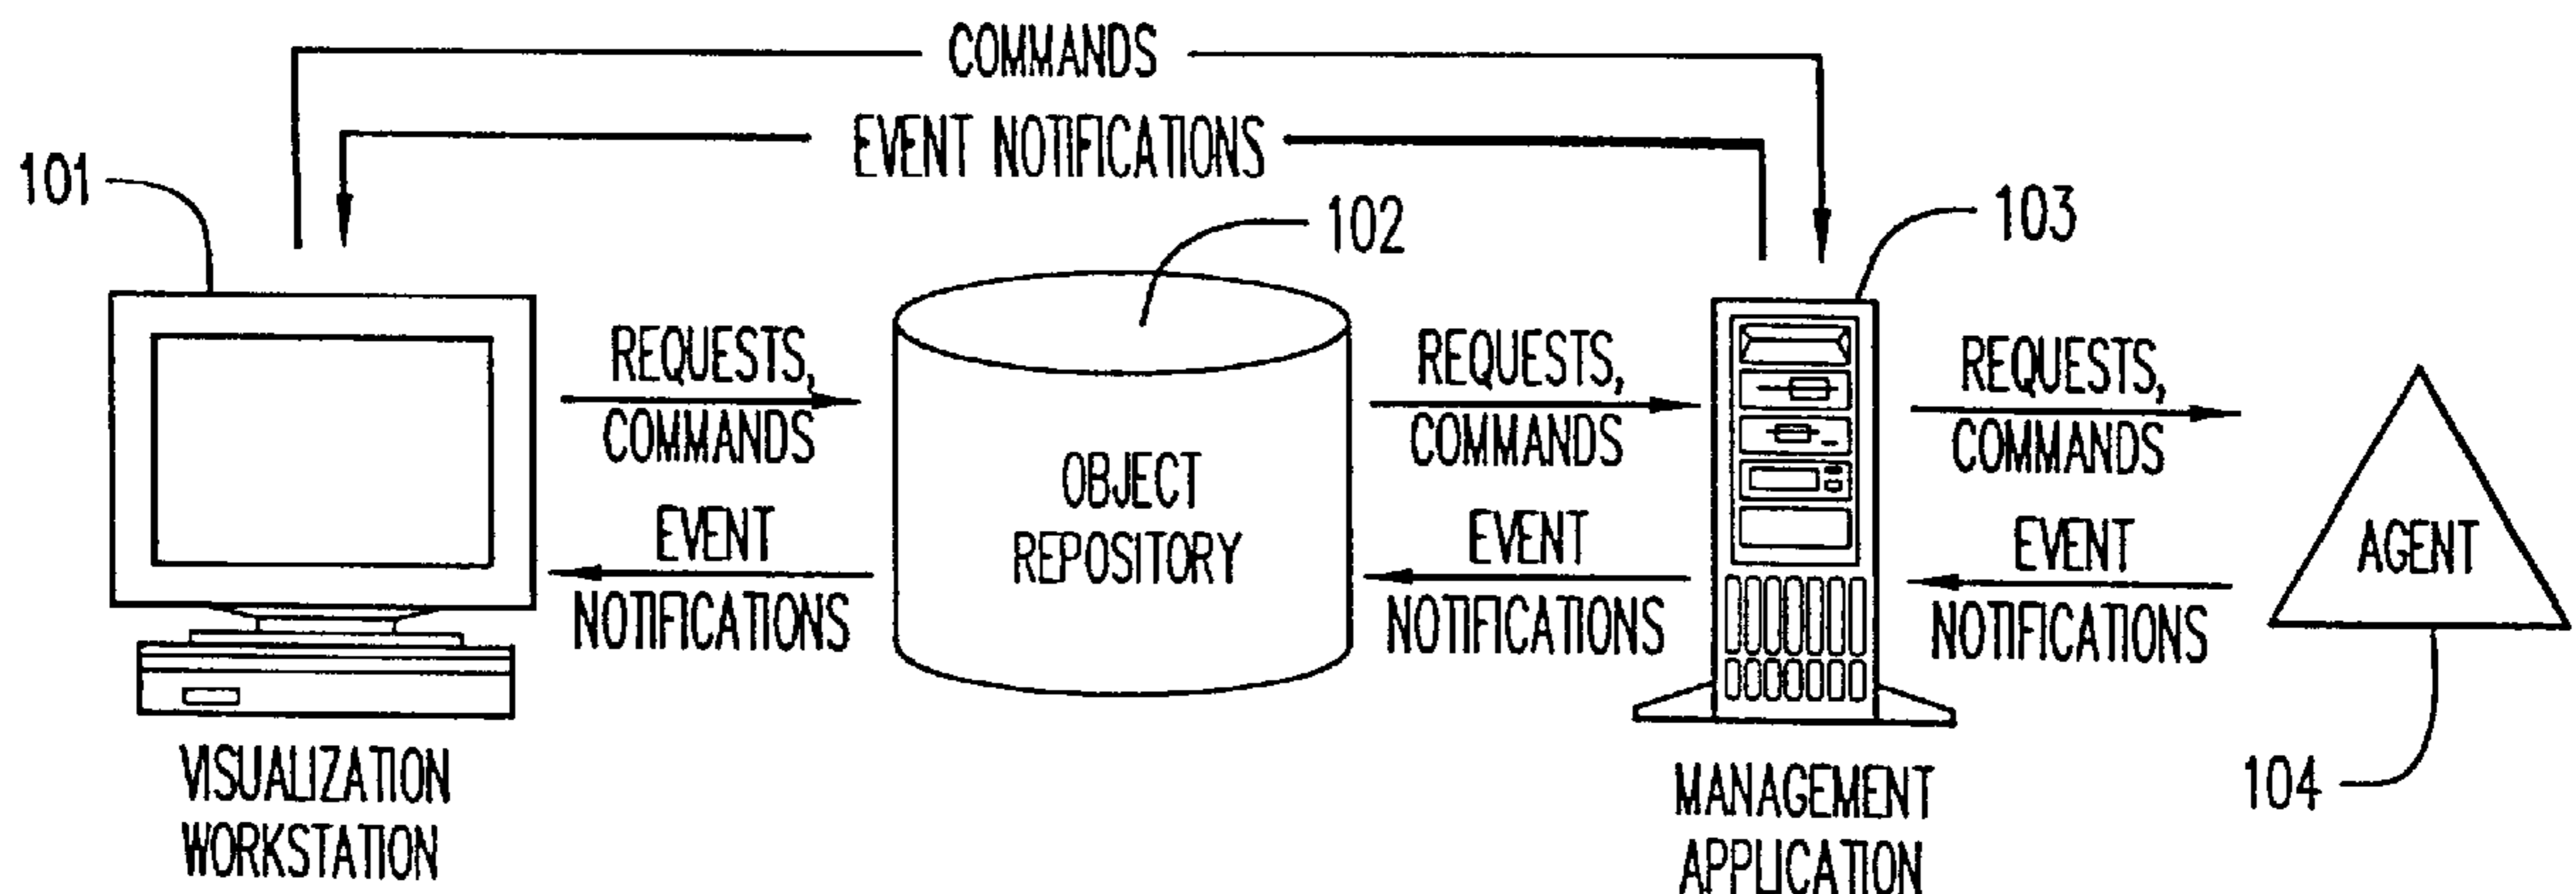 COMMANDS
EVENT NOTIFICATIONS
101
102
103
REQUESTS,
COMMANDS
REQUESTS,
COMMANDS
REQUESTS,
COMMANDS
OBJECT
REPOSITORY
EVENT
NOTIFICATIONS
EVENT
NOTIFICATIONS
EVENT
NOTIFICATIONS
AGENT
104
VISUALIZATION
WORKSTATION
MANAGEMENT
APPLICATION